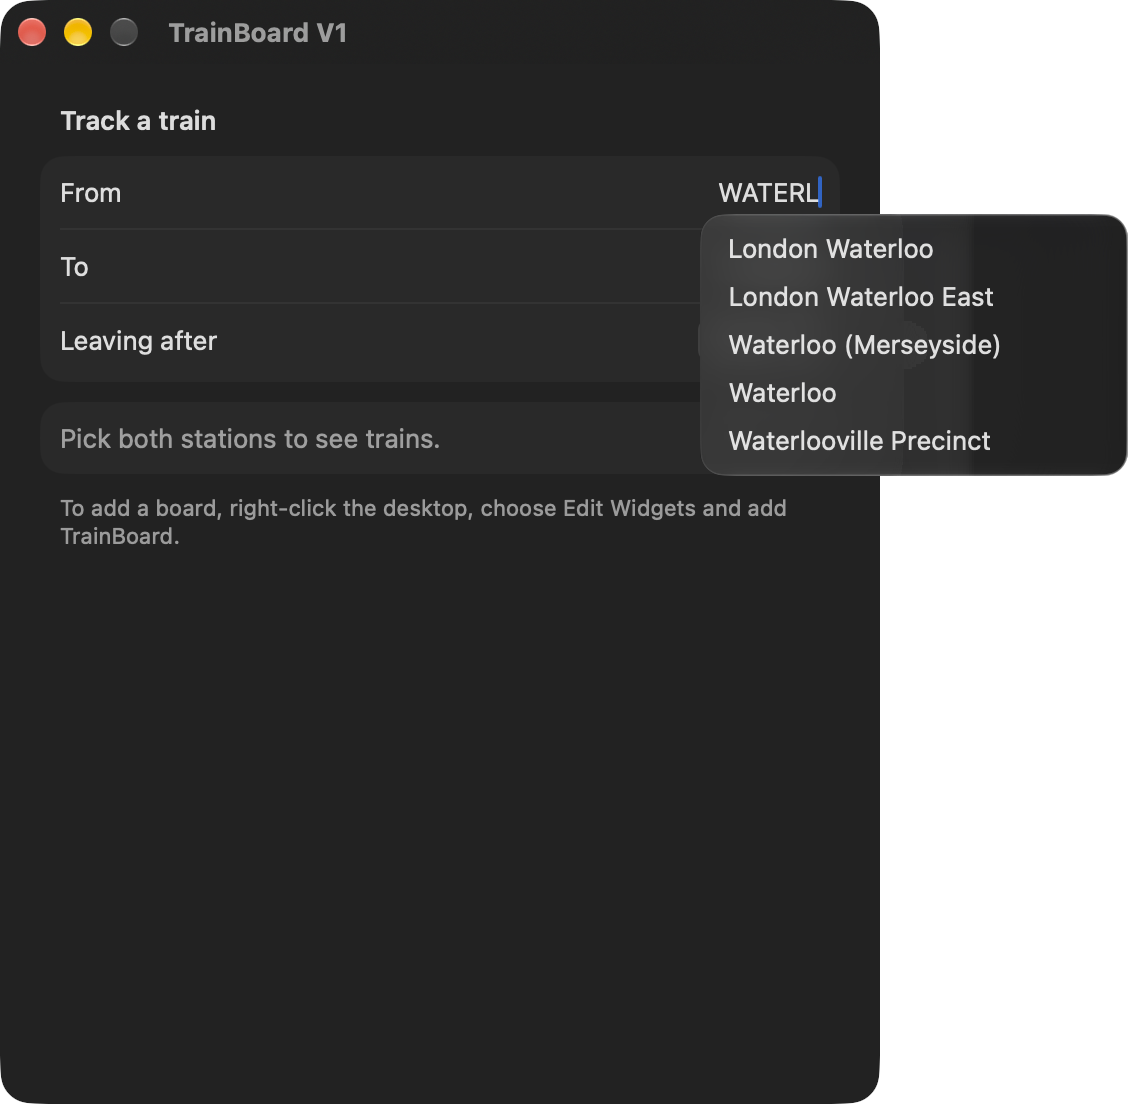 TrainBoard V1
Track a train
From
WATERL
To
Leaving after
London Waterloo
London Waterloo East
Waterloo (Merseyside)
Waterloo
Waterlooville Precinct
Pick both stations to see trains.
To add a board, right-click the desktop, choose Edit Widgets and add
TrainBoard.